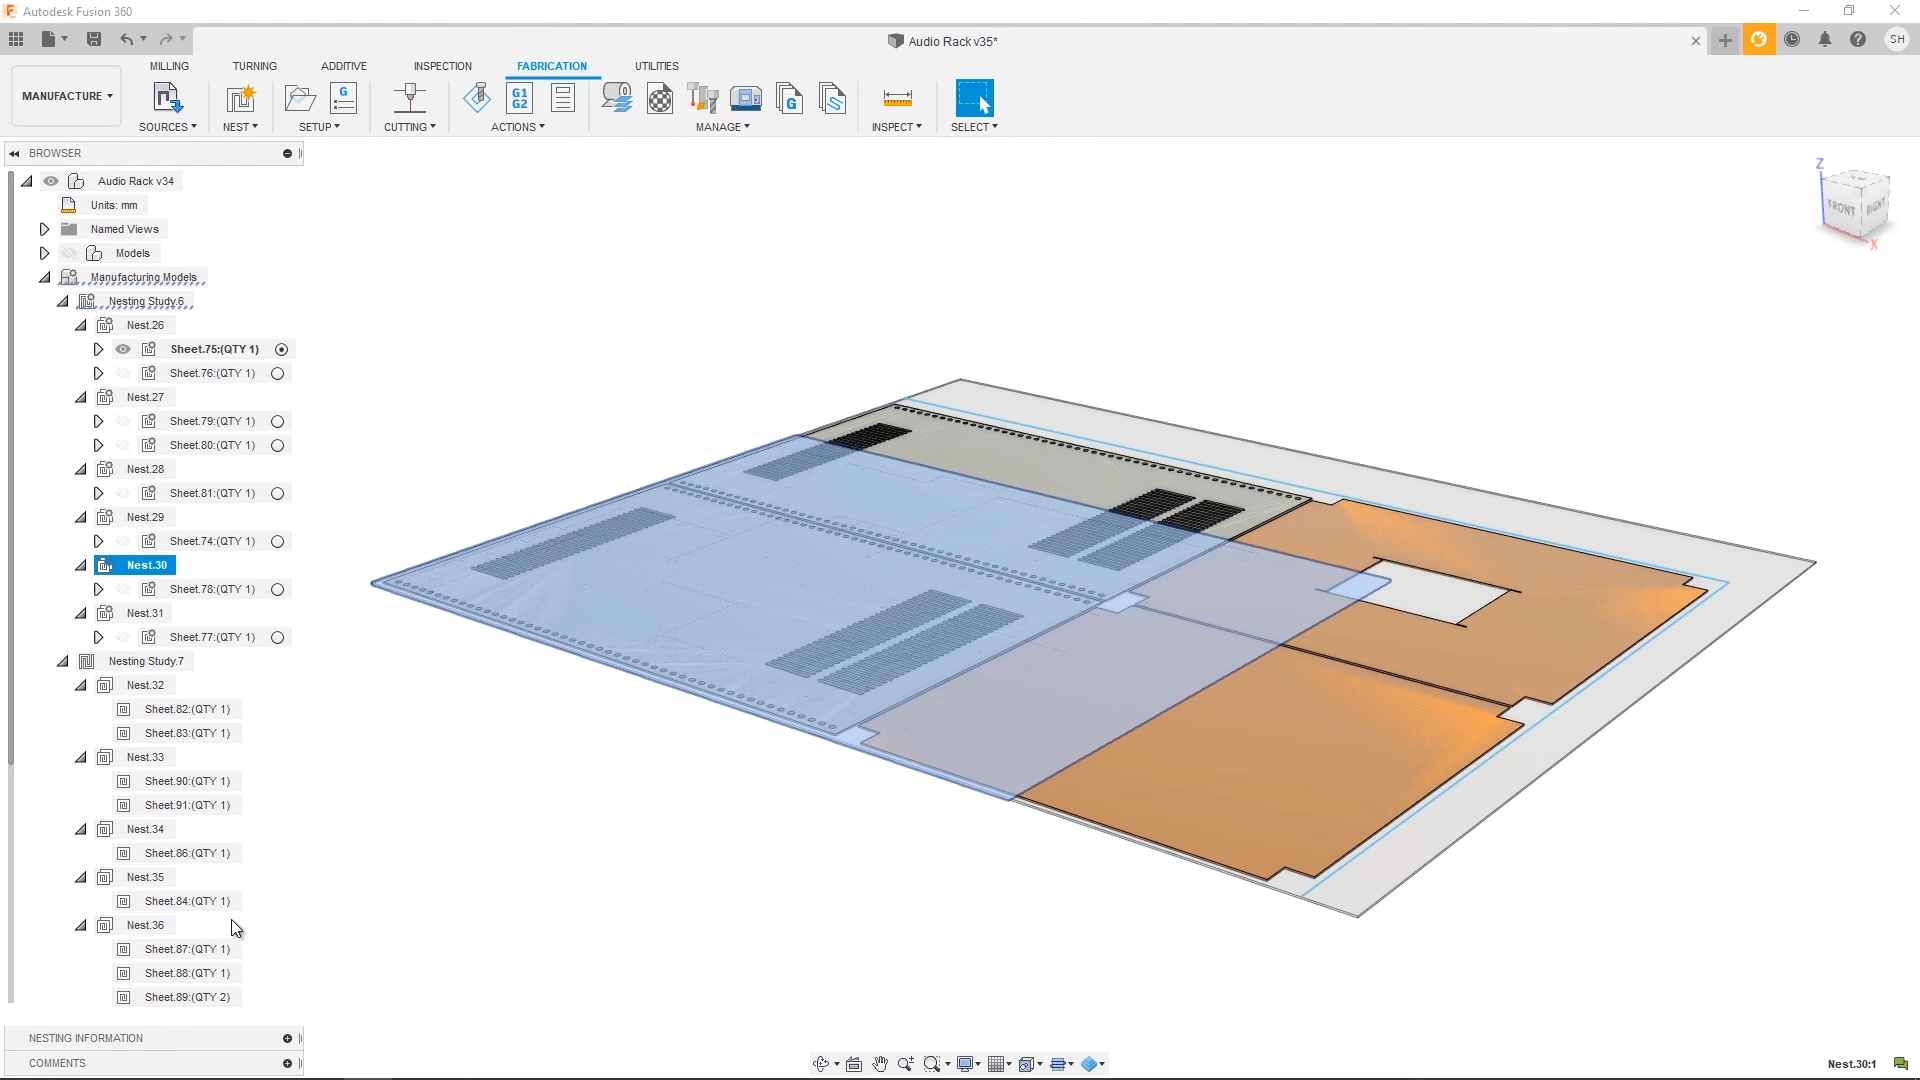 Autodesk Fusion 360
Audio Rack v35*
SH
MILLING TURNING ADDITIVE INSPECTION FABRICATION UTILITIES
MANUFACTURE
G
G1
G2
G
SOURCES NEST SETUP CUTTING ACTIONS MANAGE INSPECT SELECT
BROWSER
Audio Rack v34
Units: mm
Named Views
Models
Manufacturing Models
Nesting Study.6
Nest.26
Sheet.75:(QTY 1)
Sheet.76:(QTY 1)
Nest.27
Sheet.79:(QTY 1)
Sheet.80:(QTY 1)
Nest.28
Sheet.81:(QTY 1)
Nest.29
Sheet.74:(QTY 1)
Nest.30
Sheet.78:(QTY 1)
Nest.31
Sheet.77:(QTY 1)
Nesting Study.7
Nest.32
Sheet.82:(QTY 1)
Sheet.83:(QTY 1)
Nest.33
Sheet.90:(QTY 1)
Sheet.91:(QTY 1)
Nest.34
Sheet.86:(QTY 1)
Nest.35
Sheet.84:(QTY 1)
Nest.36
Sheet.87:(QTY 1)
Sheet.88:(QTY 1)
Sheet.89:(QTY 2)
NESTING INFORMATION
COMMENTS
Z
FRONT RIGHT
X
Nest.30:1